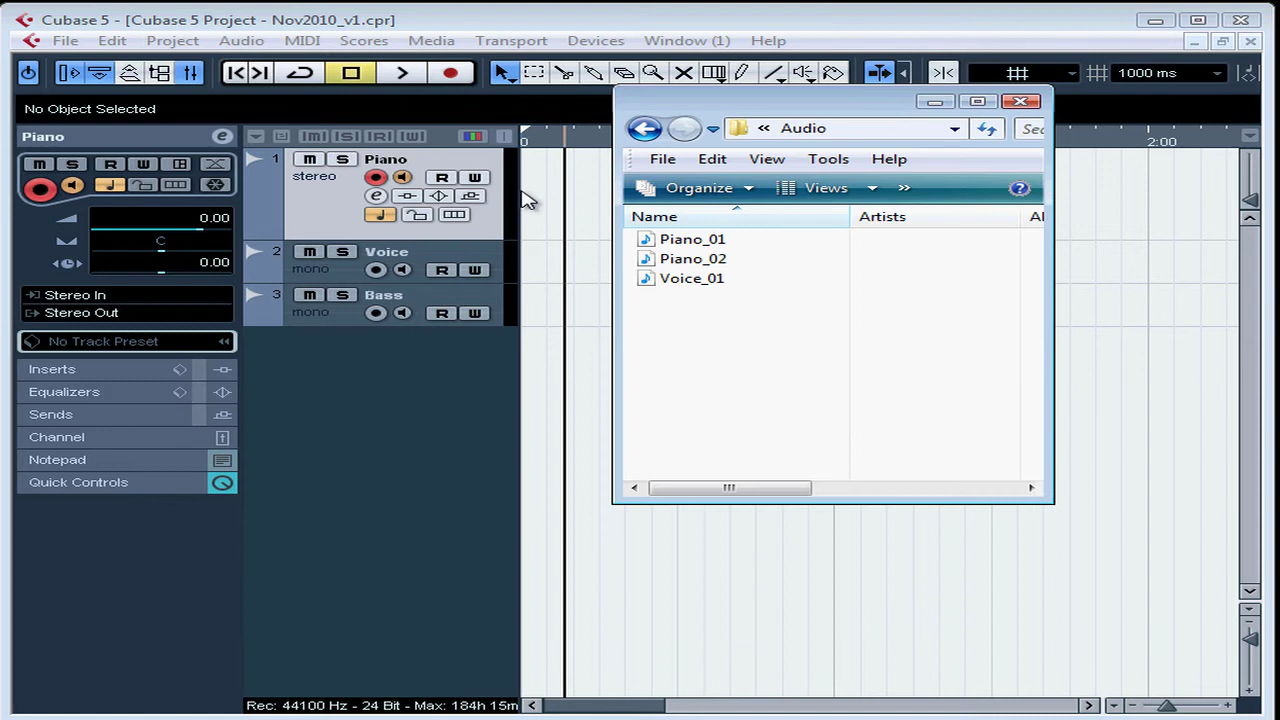 Cubase 5 - [Cubase 5 Project - Nov2010_v1.cpr]
File Edit Project Audio MIDI Scores Media Transport Devices Window (1) Help
1000 ms
No Object Selected
Piano
M S R W
0.00
C
0.00
Stereo In
Stereo Out
No Track Preset
Inserts
Equalizers
Sends
Channel
Notepad
Quick Controls
[M] [S] [R] [W]
1 M S Piano
stereo R W
2 M S Voice
mono R W
3 M S Bass
mono R W
0
2:00
Audio
File Edit View Tools Help
Organize Views »
Name Artists
Piano_01
Piano_02
Voice_01
Rec: 44100 Hz - 24 Bit - Max: 184h 15m